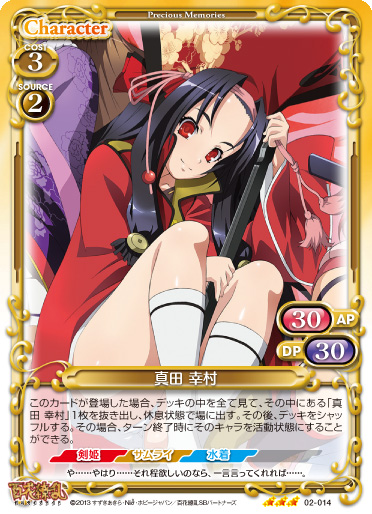 Precious Memories
Character
COST
3
SOURCE
2
30 AP
DP 30
真田 幸村
このカードが登場した場合、デッキの中を全て見て、その中にある「真
田 幸村」1枚を抜き出し、休息状態で場に出す。その後、デッキをシャッ
フルする。その場合、ターン終了時にそのキャラを活動状態にすること
ができる。
剣姫 サムライ 水着
や……やはり……それ程欲しいのなら、一言言ってくれれば……。
百花繚乱
©2013 すずきあきら・Niθ・ホビージャパン/百花繚乱SBパートナーズ
02-014